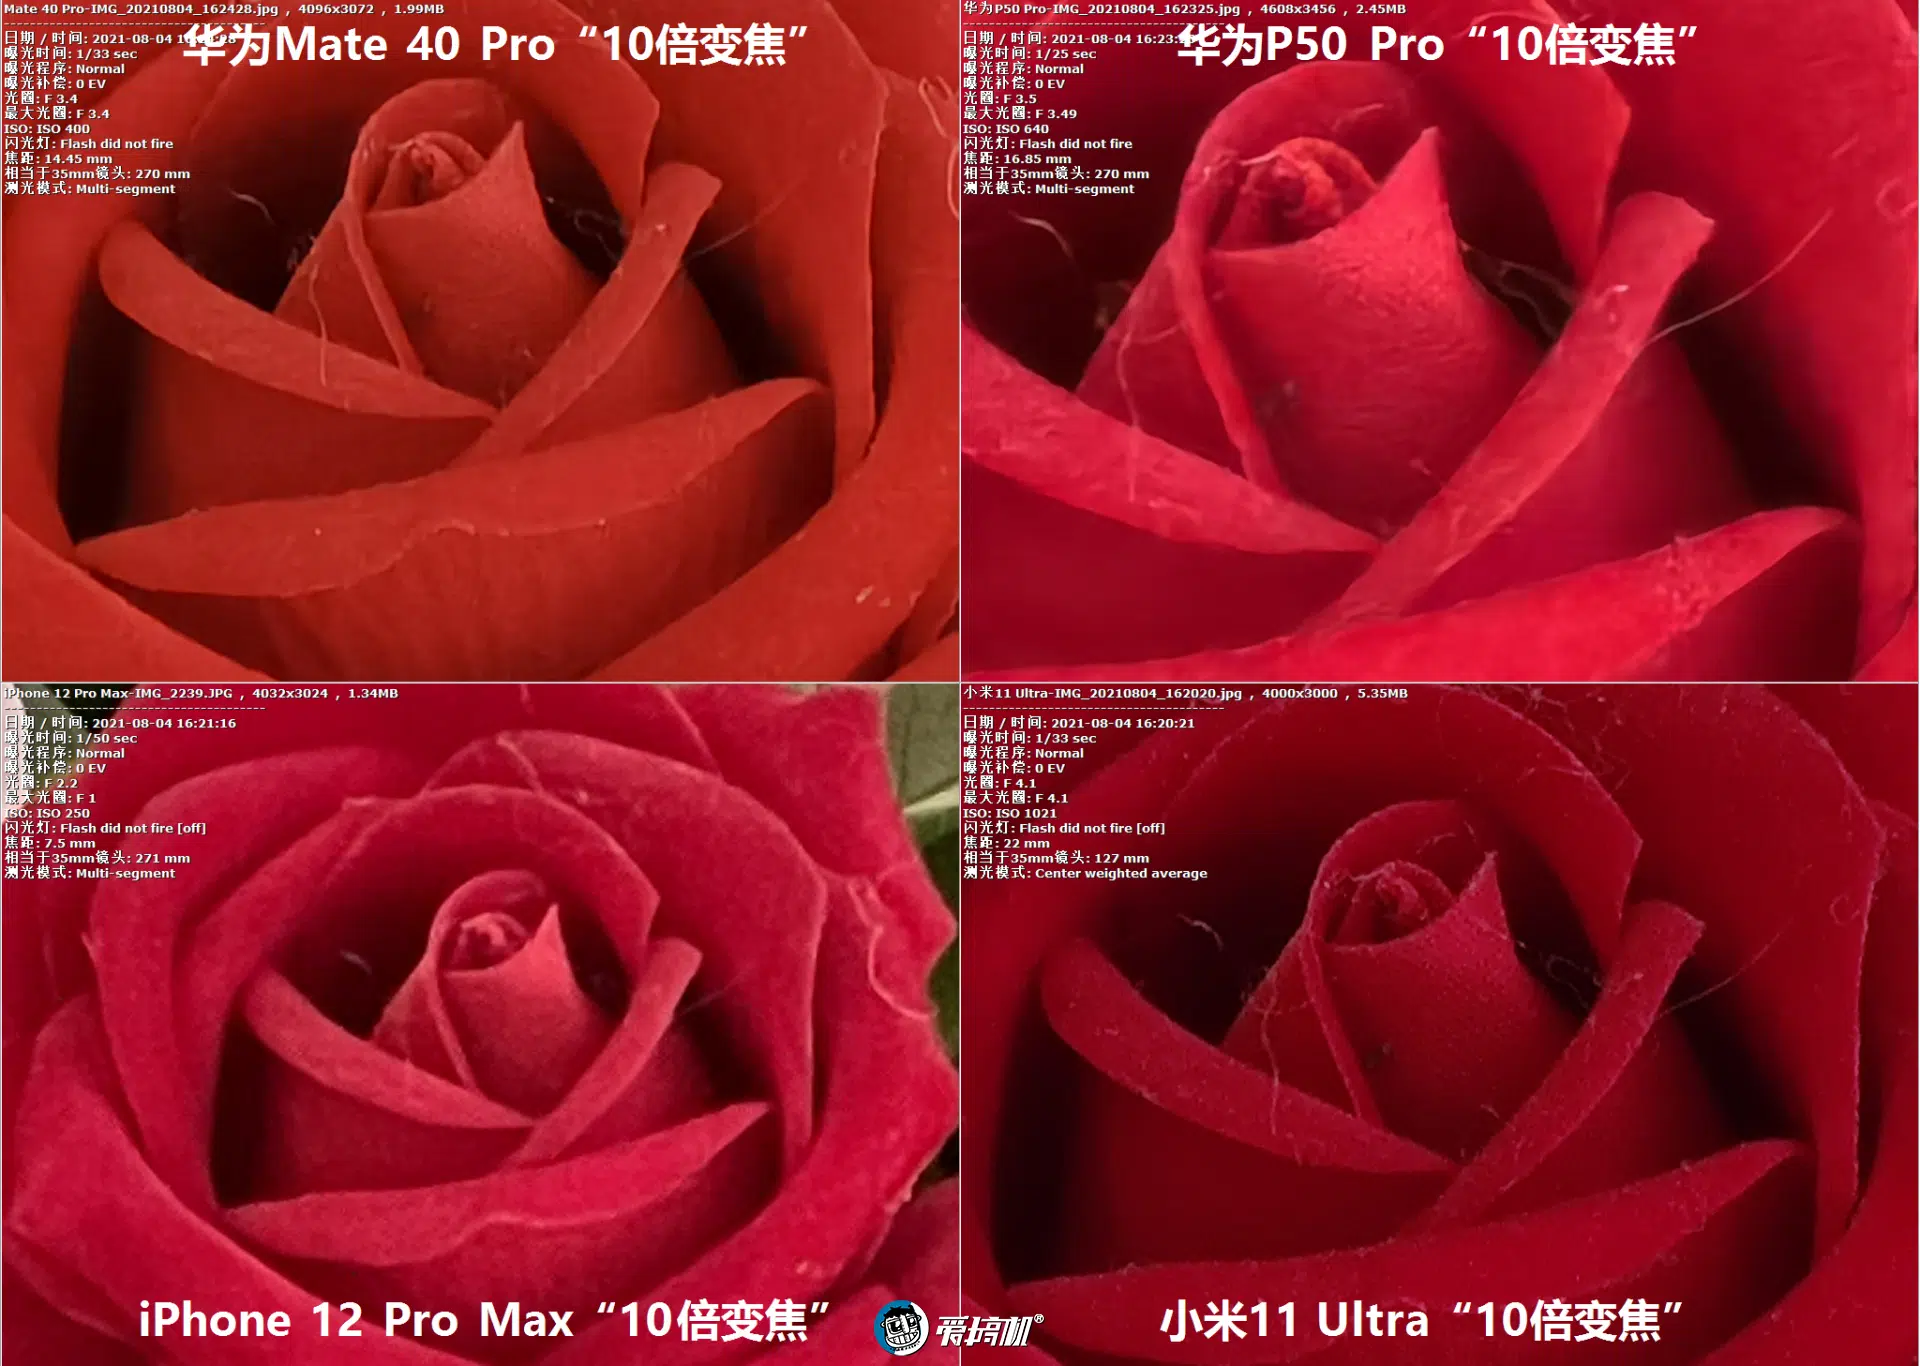 Mate 40 Pro-IMG_20210804_162428.jpg , 4096x3072 , 1.99MB
日期 / 时间: 2021-08-04
华为Mate 40 Pro “10倍变焦”
曝光时间: 1/33 sec
曝光程序: Normal
曝光补偿: 0 EV
光圈: F 3.4
最大光圈: F 3.4
ISO: ISO 400
闪光灯: Flash did not fire
焦距: 14.45 mm
相当于35mm镜头: 270 mm
测光模式: Multi-segment
华为P50 Pro-IMG_20210804_162325.jpg , 4608x3456 , 2.45MB
日期 / 时间: 2021-08-04 16:23:
华为P50 Pro “10倍变焦”
曝光时间: 1/25 sec
曝光程序: Normal
曝光补偿: 0 EV
光圈: F 3.5
最大光圈: F 3.49
ISO: ISO 640
闪光灯: Flash did not fire
焦距: 16.85 mm
相当于35mm镜头: 270 mm
测光模式: Multi-segment
iPhone 12 Pro Max-IMG_2239.JPG , 4032x3024 , 1.34MB
日期 / 时间: 2021-08-04 16:21:16
曝光时间: 1/50 sec
曝光程序: Normal
曝光补偿: 0 EV
光圈: F 2.2
最大光圈: F 1
ISO: ISO 250
闪光灯: Flash did not fire [off]
焦距: 7.5 mm
相当于35mm镜头: 271 mm
测光模式: Multi-segment
iPhone 12 Pro Max “10倍变焦”
小米11 Ultra-IMG_20210804_162020.jpg , 4000x3000 , 5.35MB
日期 / 时间: 2021-08-04 16:20:21
曝光时间: 1/33 sec
曝光程序: Normal
曝光补偿: 0 EV
光圈: F 4.1
最大光圈: F 4.1
ISO: ISO 1021
闪光灯: Flash did not fire [off]
焦距: 22 mm
相当于35mm镜头: 127 mm
测光模式: Center weighted average
小米11 Ultra “10倍变焦”
爱搞机®